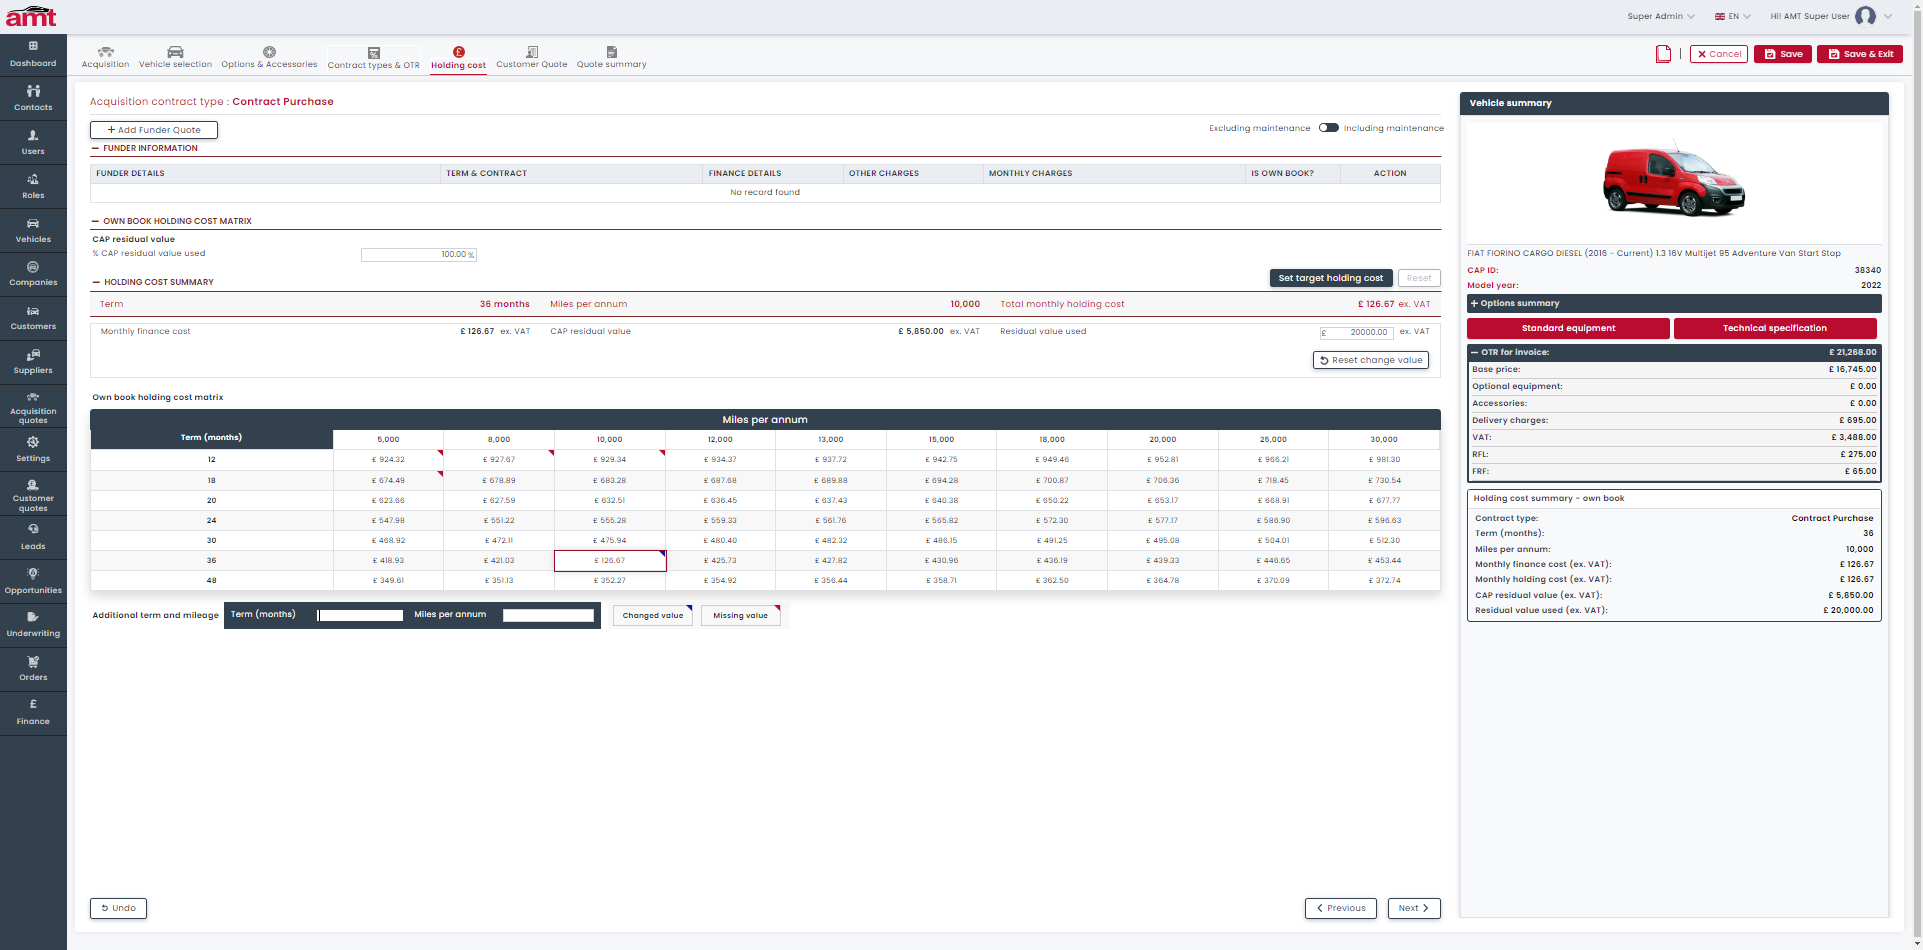 amt
Super Admin
EN
Hi! AMT Super User
Dashboard
Contacts
Users
Roles
Vehicles
Companies
Customers
Suppliers
Acquisition
quotes
Settings
Customer
quotes
Leads
Opportunities
Underwriting
Orders
£
Finance
Acquisition
Vehicle selection
Options & Accessories
Contract types & OTR
Holding cost
Customer Quote
Quote summary
Cancel
Save
Save & Exit
Acquisition contract type : Contract Purchase
+ Add Funder Quote
Excluding maintenance
Including maintenance
— FUNDER INFORMATION
FUNDER DETAILS TERM & CONTRACT FINANCE DETAILS OTHER CHARGES MONTHLY CHARGES IS OWN BOOK? ACTION
No record found
— OWN BOOK HOLDING COST MATRIX
CAP residual value
% CAP residual value used 100.00 %
— HOLDING COST SUMMARY
Set target holding cost
Reset
Term 36 months Miles per annum 10,000 Total monthly holding cost £ 126.67 ex. VAT
Monthly finance cost £ 126.67 ex. VAT CAP residual value £ 5,850.00 ex. VAT Residual value used £ 20000.00 ex. VAT
Reset change value
Own book holding cost matrix
Miles per annum
Term (months) 5,000 8,000 10,000 12,000 13,000 15,000 18,000 20,000 25,000 30,000
12 £ 924.32 £ 927.67 £ 929.34 £ 934.37 £ 937.72 £ 942.75 £ 949.46 £ 952.81 £ 966.21 £ 981.30
18 £ 674.49 £ 678.89 £ 683.28 £ 687.68 £ 689.88 £ 694.28 £ 700.87 £ 706.36 £ 718.45 £ 730.54
20 £ 623.66 £ 627.59 £ 632.51 £ 636.45 £ 637.43 £ 640.38 £ 650.22 £ 653.17 £ 668.91 £ 677.77
24 £ 547.98 £ 551.22 £ 555.28 £ 559.33 £ 561.76 £ 565.82 £ 572.30 £ 577.17 £ 586.90 £ 596.63
30 £ 468.92 £ 472.11 £ 475.94 £ 480.40 £ 482.32 £ 486.15 £ 491.25 £ 495.08 £ 504.01 £ 512.30
36 £ 418.93 £ 421.03 £ 126.67 £ 425.73 £ 427.82 £ 430.96 £ 436.19 £ 439.33 £ 446.65 £ 453.44
48 £ 349.61 £ 351.13 £ 352.27 £ 354.92 £ 356.44 £ 358.71 £ 362.50 £ 364.78 £ 370.09 £ 372.74
Additional term and mileage Term (months) Miles per annum Changed value Missing value
Undo
Previous
Next
Vehicle summary
FIAT FIORINO CARGO DIESEL (2016 - Current) 1.3 16V Multijet 95 Adventure Van Start Stop
CAP ID: 38340
Model year: 2022
+ Options summary
Standard equipment
Technical specification
— OTR for invoice: £ 21,268.00
Base price: £ 16,745.00
Optional equipment: £ 0.00
Accessories: £ 0.00
Delivery charges: £ 695.00
VAT: £ 3,488.00
RFL: £ 275.00
FRF: £ 65.00
Holding cost summary - own book
Contract type: Contract Purchase
Term (months): 36
Miles per annum: 10,000
Monthly finance cost (ex. VAT): £ 126.67
Monthly holding cost (ex. VAT): £ 126.67
CAP residual value (ex. VAT): £ 5,850.00
Residual value used (ex. VAT): £ 20,000.00